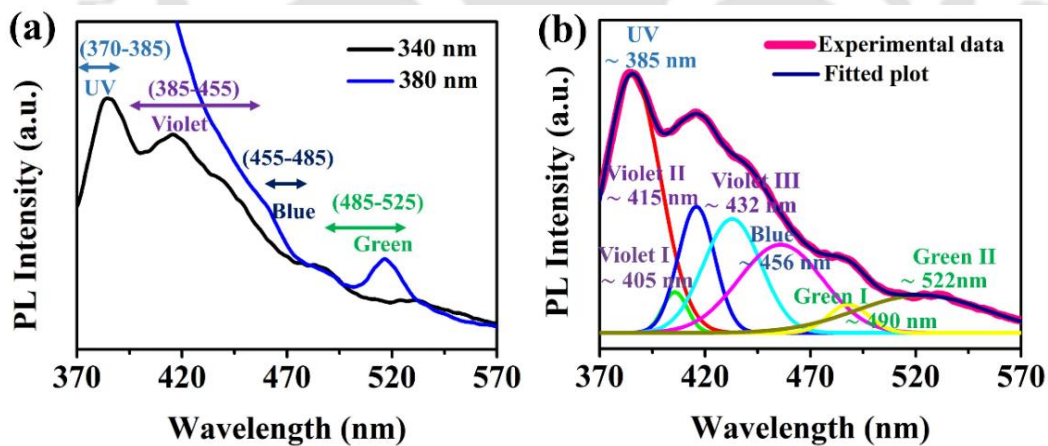 (a)
(370-385)
UV
(385-455)
Violet
(455-485)
Blue
(485-525)
Green
340 nm
380 nm
PL Intensity (a.u.)
370 420 470 520 570
Wavelength (nm)
(b)
UV
~ 385 nm
Experimental data
Fitted plot
Violet II
~ 415 nm
Violet III
~ 432 nm
Blue
~ 456 nm
Violet I
~ 405 nm
Green II
~ 522nm
Green I
~ 490 nm
PL Intensity (a.u.)
370 420 470 520 570
Wavelength (nm)